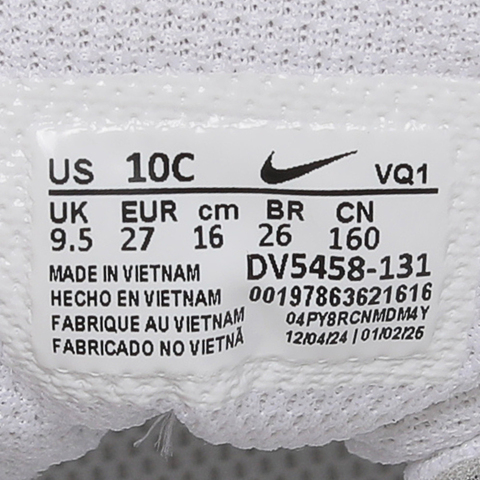 US 10C VQ1
UK EUR cm BR CN
9.5 27 16 26 160
MADE IN VIETNAM DV5458-131
HECHO EN VIETNAM 00197863621616
FABRIQUE AU VIETNAM 04PY8RCNMDM4Y
FABRICADO NO VIETNÃ 12/04/24 | 01/02/25